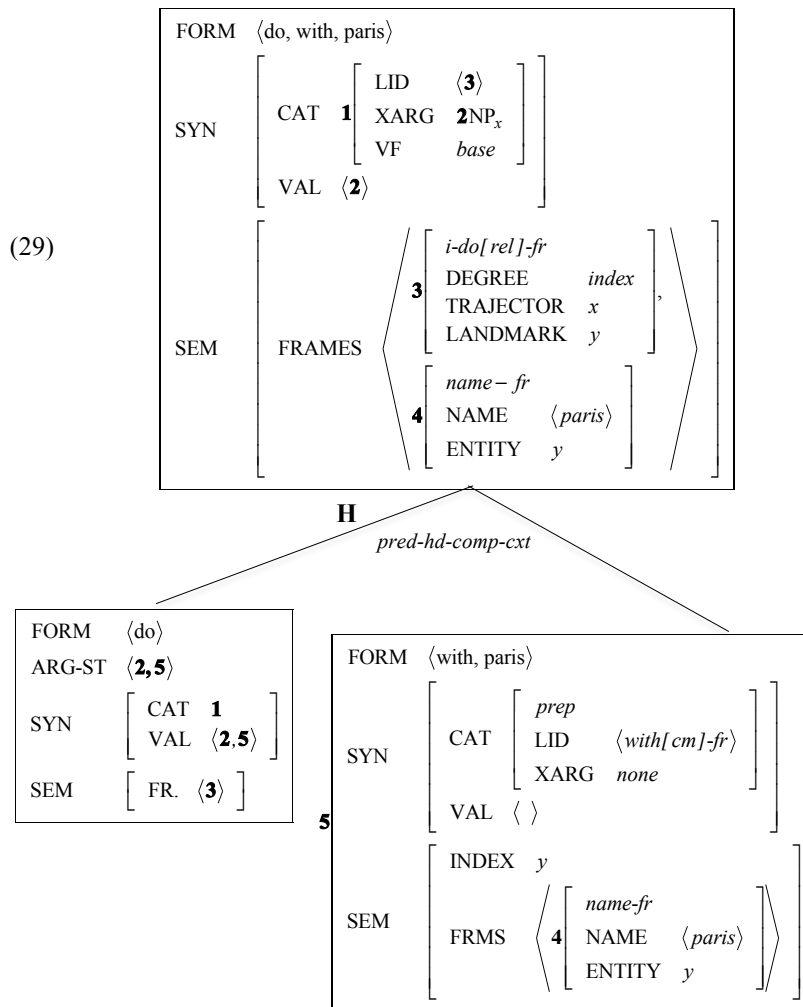 FORM ⟨do, with, paris⟩
SYN
CAT 1
LID ⟨3⟩
XARG 2NPₓ
VF base
VAL ⟨2⟩
(29)
SEM
FRAMES
3
i-do[rel]-fr
DEGREE index
TRAJECTOR x
LANDMARK y
,
4
name–fr
NAME ⟨paris⟩
ENTITY y
H
pred-hd-comp-cxt
FORM ⟨do⟩
ARG-ST ⟨2,5⟩
SYN
CAT 1
VAL ⟨2,5⟩
SEM [ FR. ⟨3⟩ ]
5
FORM ⟨with, paris⟩
SYN
CAT
prep
LID ⟨with[cm]-fr⟩
XARG none
VAL ⟨ ⟩
SEM
INDEX y
FRMS
4
name-fr
NAME ⟨paris⟩
ENTITY y